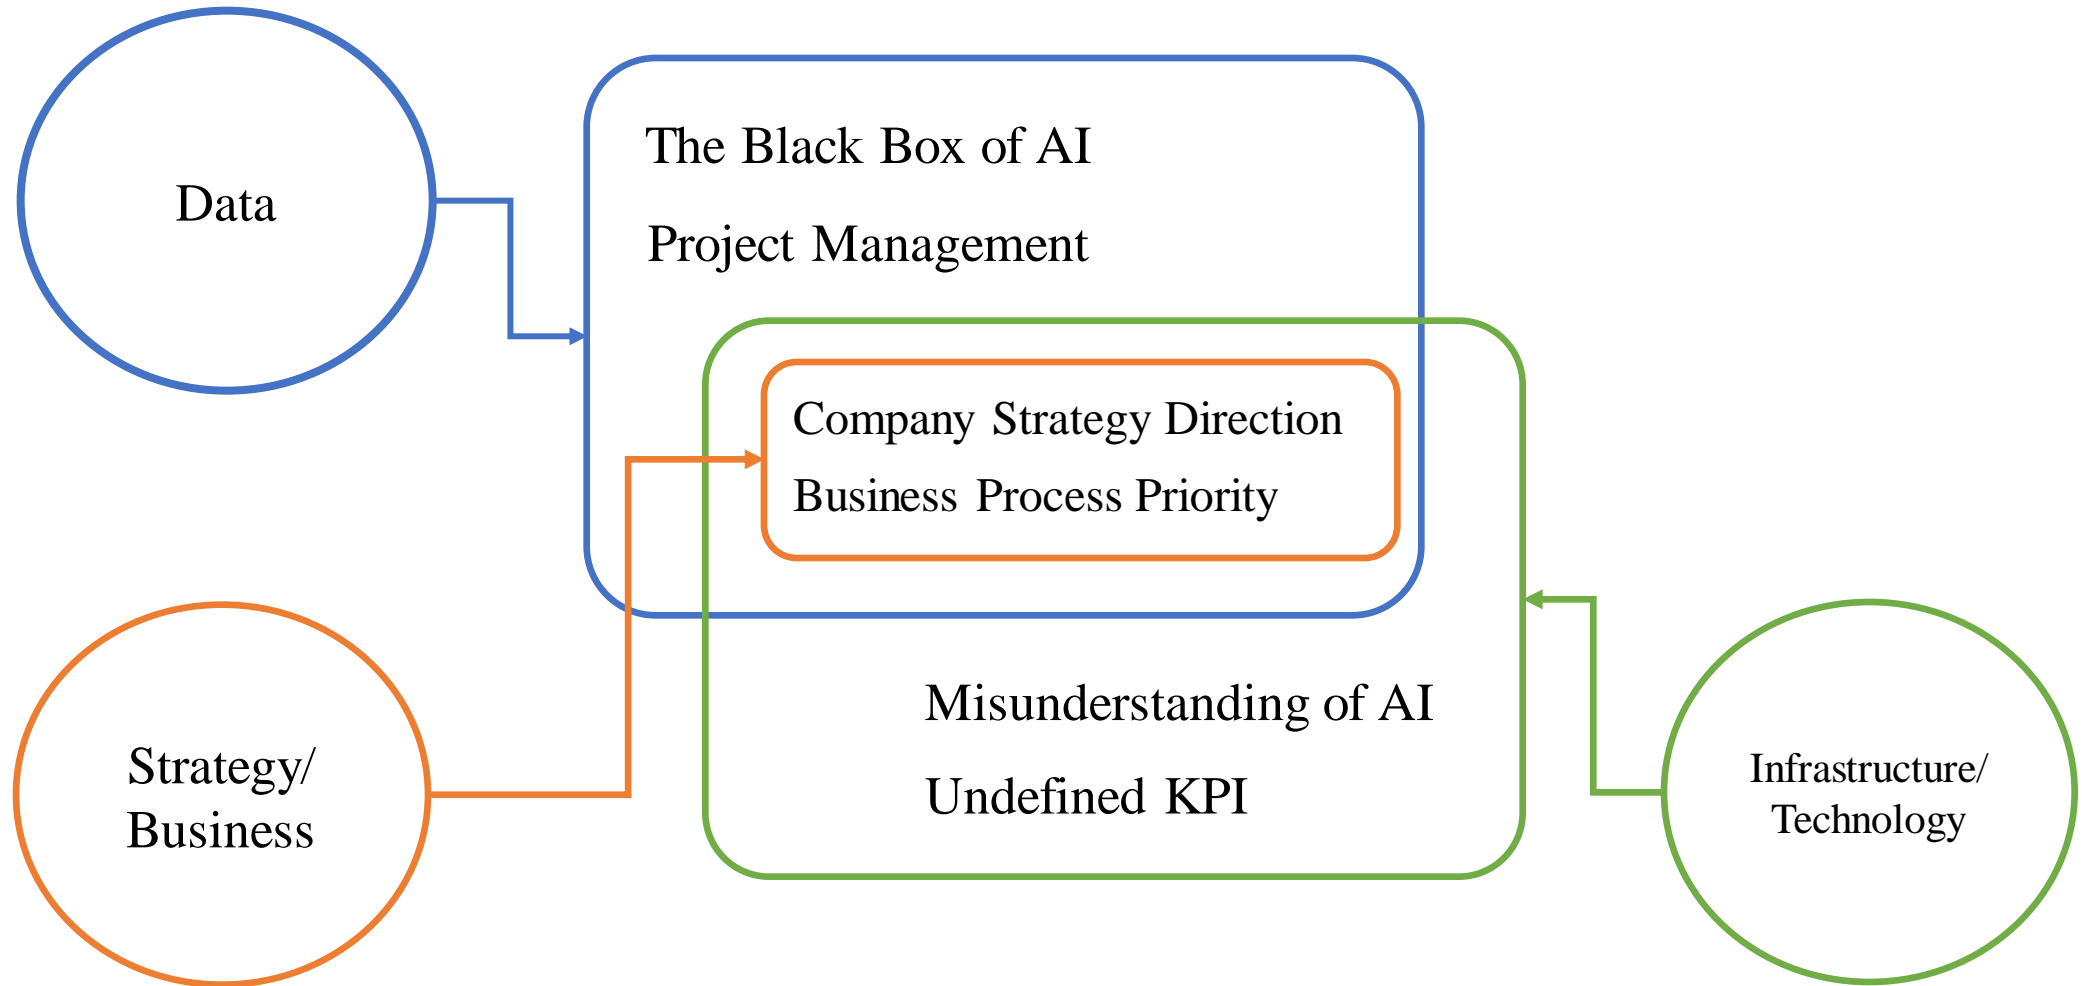 Data
The Black Box of AI
Project Management
Company Strategy Direction
Business Process Priority
Misunderstanding of AI
Undefined KPI
Strategy/
Business
Infrastructure/
Technology